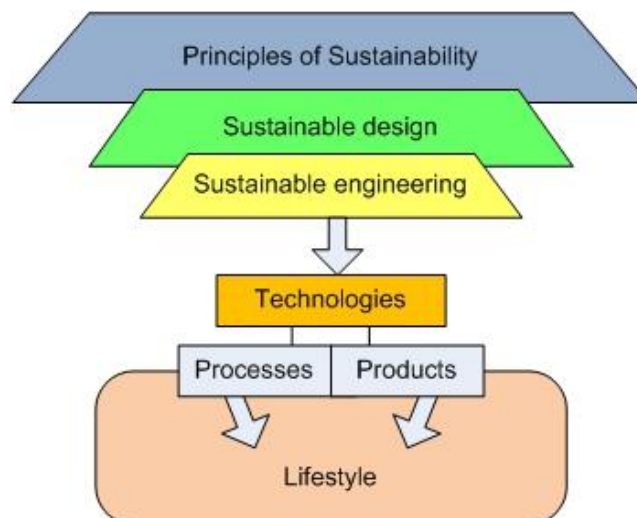 Principles of Sustainability
Sustainable design
Sustainable engineering
Technologies
Processes
Products
Lifestyle